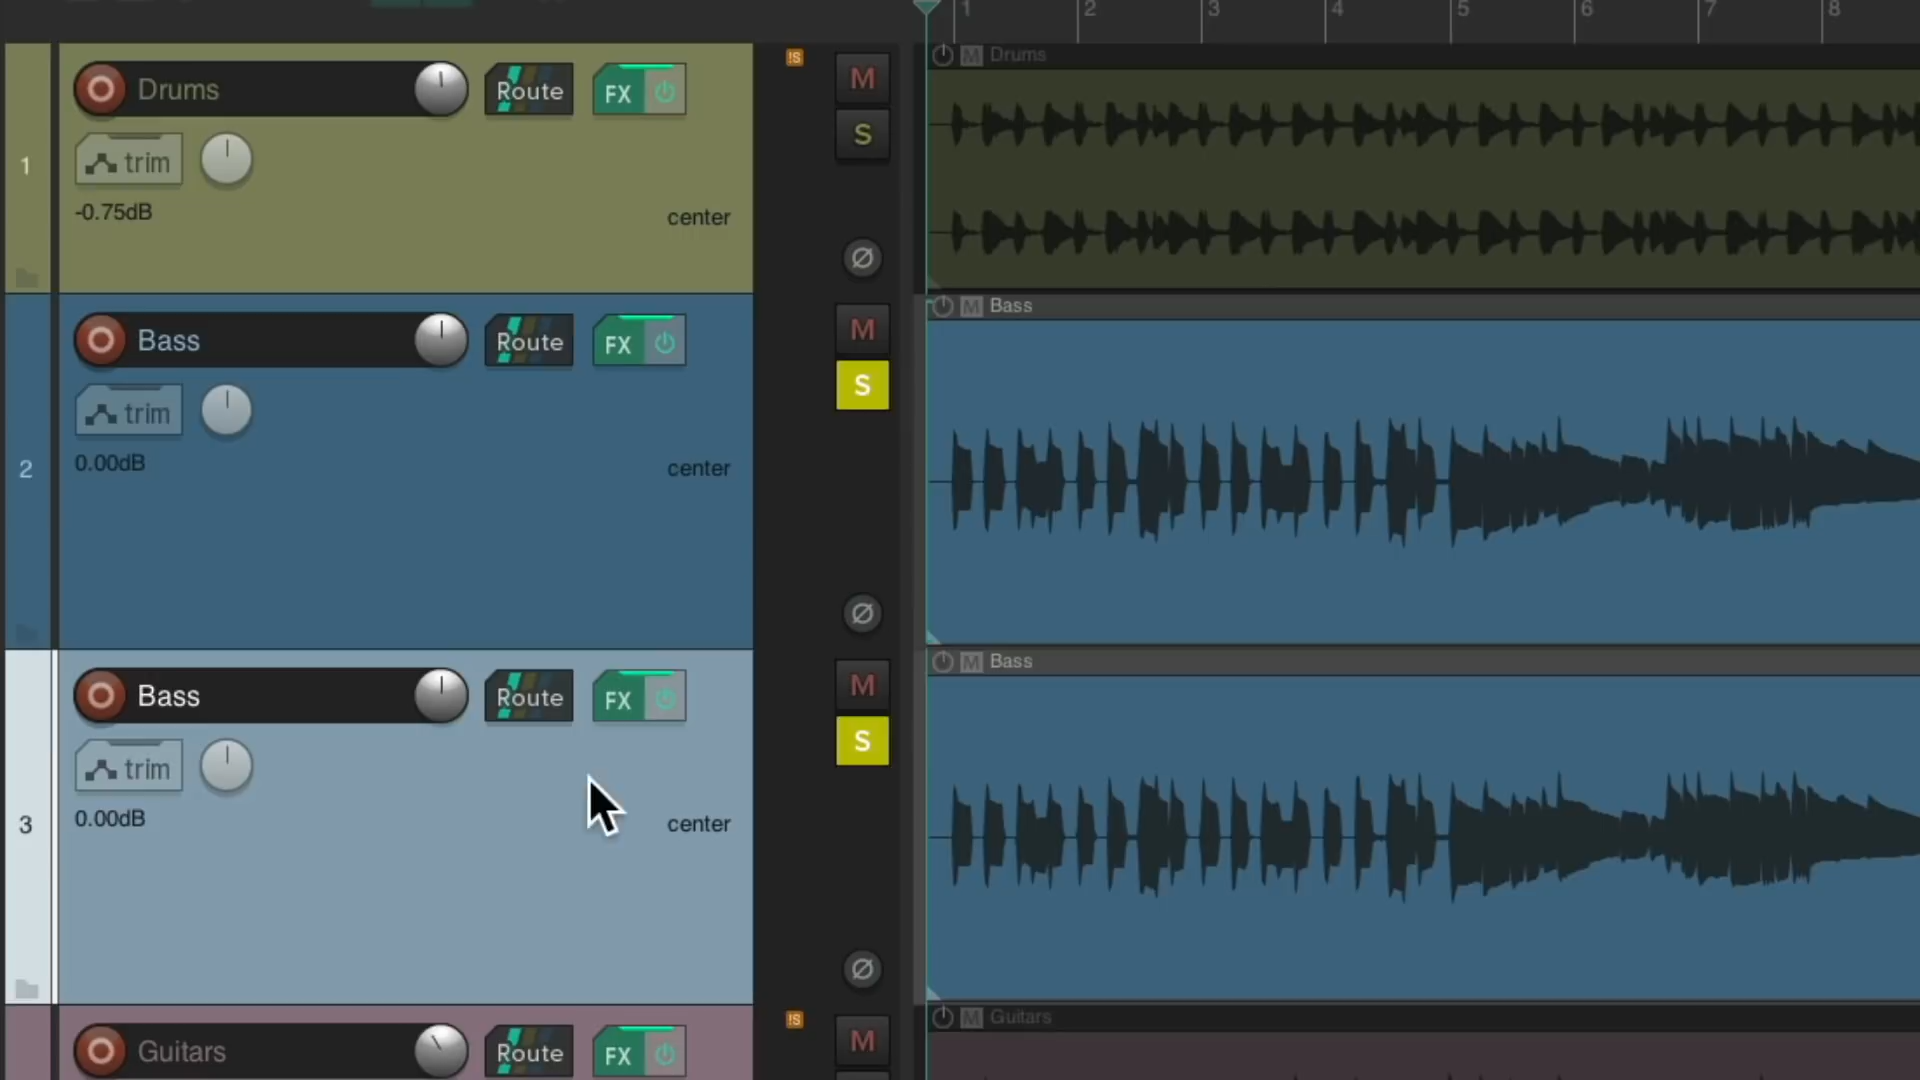 1 2 3 4 5 6 7 8
Drums Route FX !S M M Drums
trim S
1
-0.75dB center
Ø
Bass Route FX M M Bass
trim S
0.00dB center
2
Ø
Bass Route FX M M Bass
trim S
0.00dB center
3
Ø
Guitars Route FX !S M M Guitars